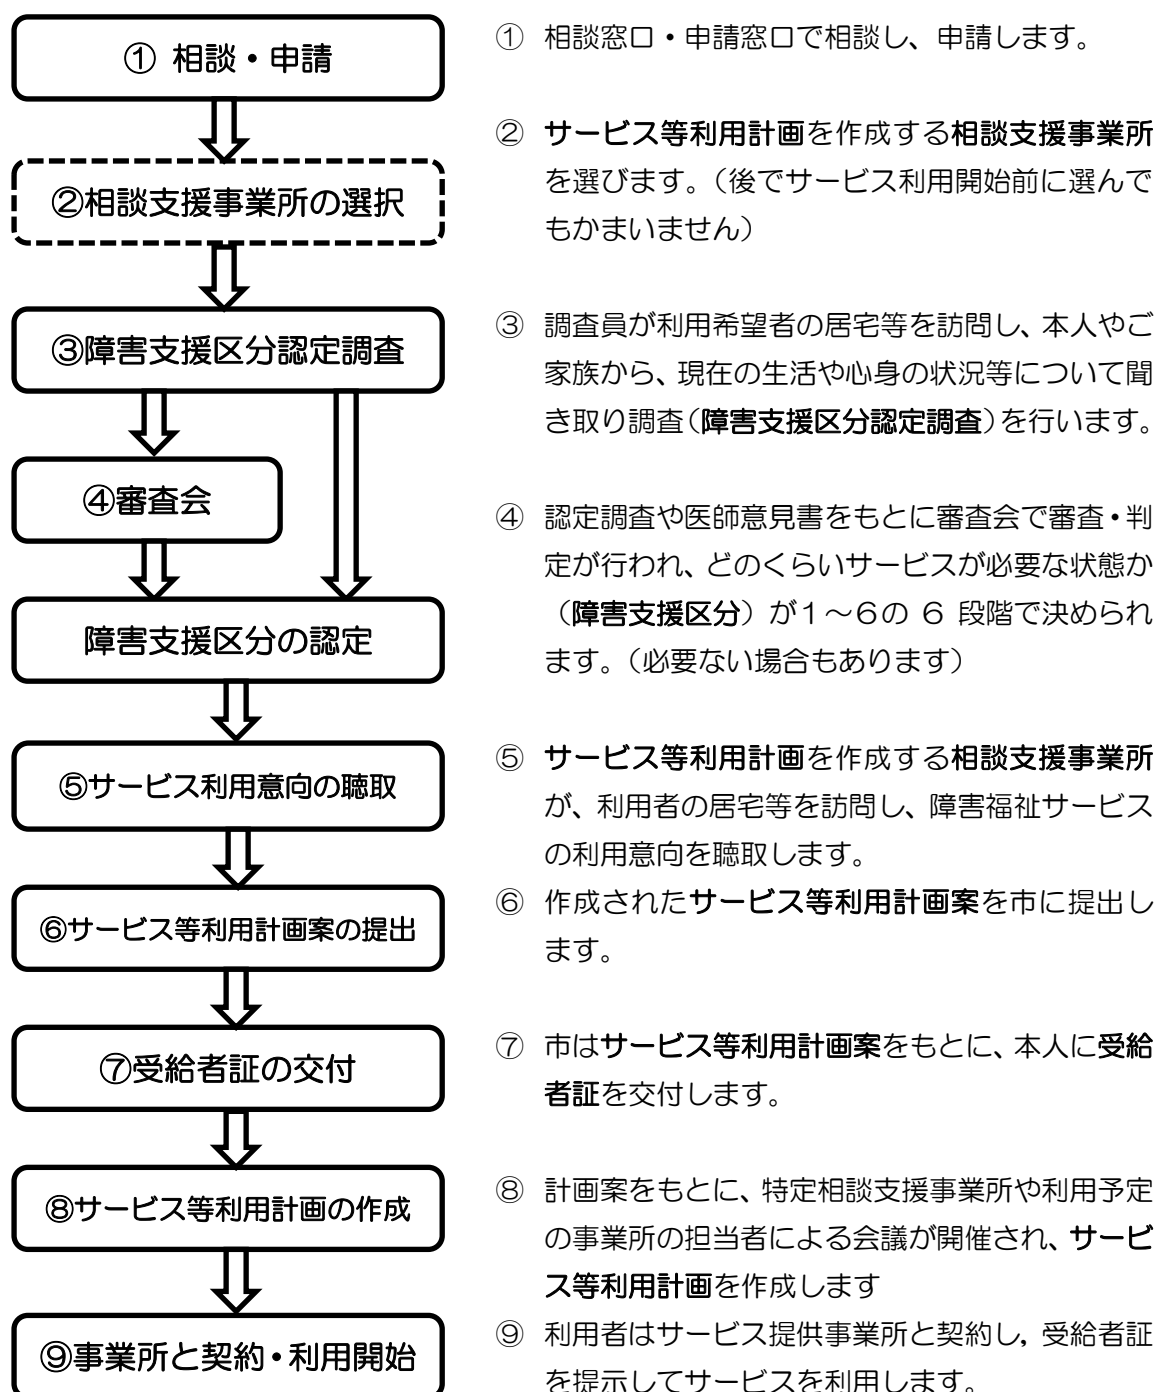 ① 相談・申請
②相談支援事業所の選択
③障害支援区分認定調査
④審査会
障害支援区分の認定
⑤サービス利用意向の聴取
⑥サービス等利用計画案の提出
⑦受給者証の交付
⑧サービス等利用計画の作成
⑨事業所と契約・利用開始
① 相談窓口・申請窓口で相談し、申請します。
② サービス等利用計画を作成する相談支援事業所
を選びます。（後でサービス利用開始前に選んで
もかまいません）
③ 調査員が利用希望者の居宅等を訪問し、本人やご
家族から、現在の生活や心身の状況等について聞
き取り調査（障害支援区分認定調査）を行います。
④ 認定調査や医師意見書をもとに審査会で審査・判
定が行われ、どのくらいサービスが必要な状態か
（障害支援区分）が１～６の 6 段階で決められ
ます。（必要ない場合もあります）
⑤ サービス等利用計画を作成する相談支援事業所
が、利用者の居宅等を訪問し、障害福祉サービス
の利用意向を聴取します。
⑥ 作成されたサービス等利用計画案を市に提出し
ます。
⑦ 市はサービス等利用計画案をもとに、本人に受給
者証を交付します。
⑧ 計画案をもとに、特定相談支援事業所や利用予定
の事業所の担当者による会議が開催され、サービ
ス等利用計画を作成します
⑨ 利用者はサービス提供事業所と契約し，受給者証
を提示してサービスを利用します。